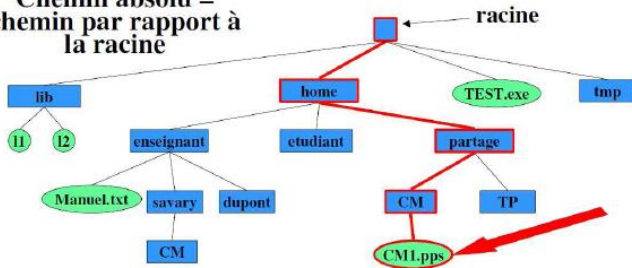 Chemin absolu =
chemin par rapport à
la racine
racine
lib
home
TEST.exe
tmp
l1
l2
enseignant
etudiant
partage
Manuel.txt
savary
dupont
CM
TP
CM
CM1.pps